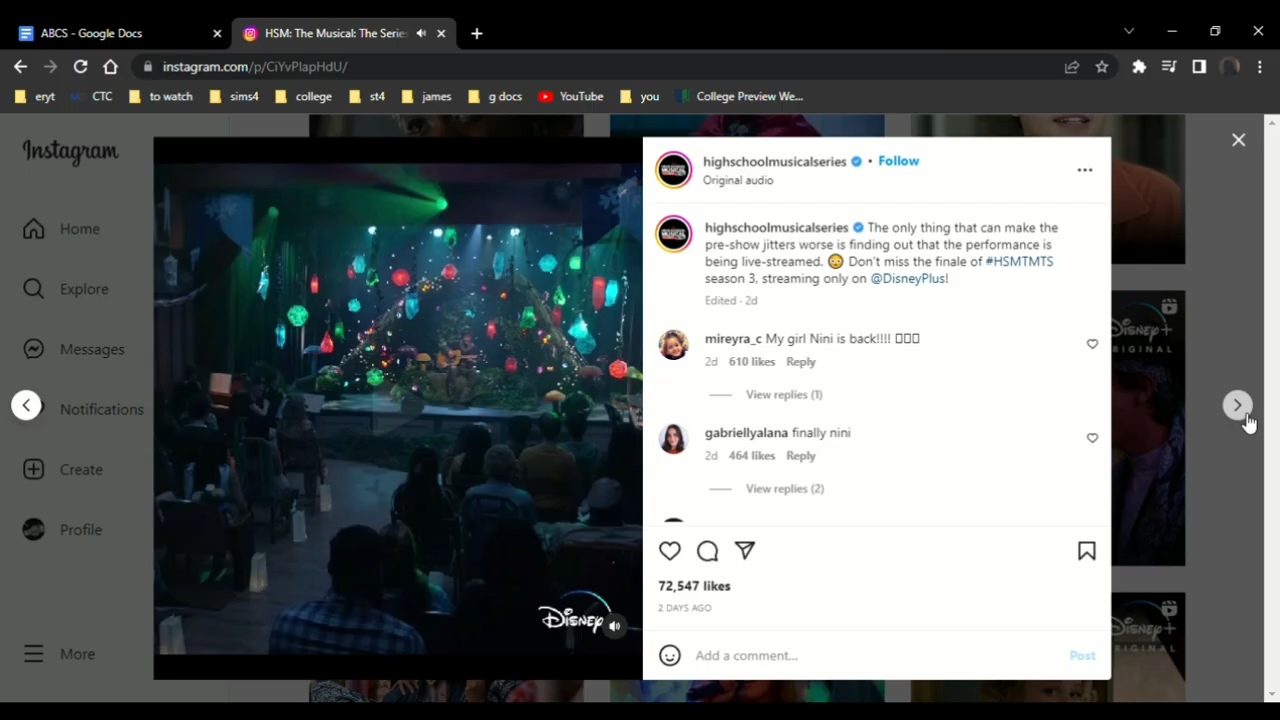 ABCS - Google Docs
HSM: The Musical: The Serie
instagram.com/p/CiYvPIapHdU/
eryt
CTC
to watch
sims4
college
st4
james
g docs
YouTube
you
College Preview We...
Instagram
Home
Explore
Messages
Notifications
Create
Profile
More
highschoolmusicalseries • Follow
Original audio
highschoolmusicalseries The only thing that can make the
pre-show jitters worse is finding out that the performance is
being live-streamed. 😳 Don't miss the finale of #HSMTMTS
season 3, streaming only on @DisneyPlus!
Edited · 2d
mireyra_c My girl Nini is back!!!! ▯▯▯
2d 610 likes Reply
View replies (1)
gabriellyalana finally nini
2d 464 likes Reply
View replies (2)
72,547 likes
2 DAYS AGO
Add a comment...
Post
Disney
Disney+
ORIGINAL
Disney+
ORIGINAL